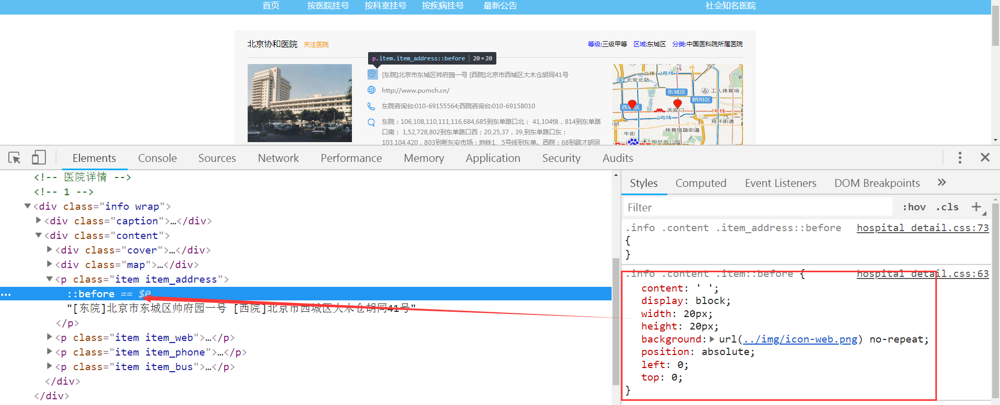 首页 按医院挂号 按科室挂号 按疾病挂号 最新公告 社会知名医院
北京协和医院 关注医院 等级:三级甲等 区域:东城区 分类:中国医科院所属医院
p.item.item_address::before | 20×20
[东院]北京市东城区帅府园一号 [西院]北京市西城区大木仓胡同41号
http://www.pumch.cn/
东院咨询台:010-69155564;西院咨询台:010-69158010
东院：106,108,110,111,116,684,685到东单路口北； 41,104快，814到东单路
口南； 1,52,728,802到东单路口西；20,25,37，39,到东单路口东；
103,104,420，803到新东安市场；地铁1、5号线到东单。西院：68到辟才胡同
2号线
北京北站
东城区
工人体育场
朝阳区
西城区
天安门
1号线
2号线
双井街道
体育馆路街道
牛街
陶然亭公园
Elements Console Sources Network Performance Memory Application Security Audits
<!-- 医院详情 -->
<!-- 1 -->
<div class="info wrap">
<div class="caption">…</div>
<div class="content">
<div class="cover">…</div>
<div class="map">…</div>
<p class="item item_address">
… ::before == $0
"[东院]北京市东城区帅府园一号 [西院]北京市西城区大木仓胡同41号"
</p>
<p class="item item_web">…</p>
<p class="item item_phone">…</p>
<p class="item item_bus">…</p>
</div>
</div>
Styles Computed Event Listeners DOM Breakpoints »
Filter :hov .cls +
.info .content .item_address::before hospital_detail.css:73
{
}
.info .content .item::before { hospital_detail.css:63
content: ' ';
display: block;
width: 20px;
height: 20px;
background: url(../img/icon-web.png) no-repeat;
position: absolute;
left: 0;
top: 0;
}